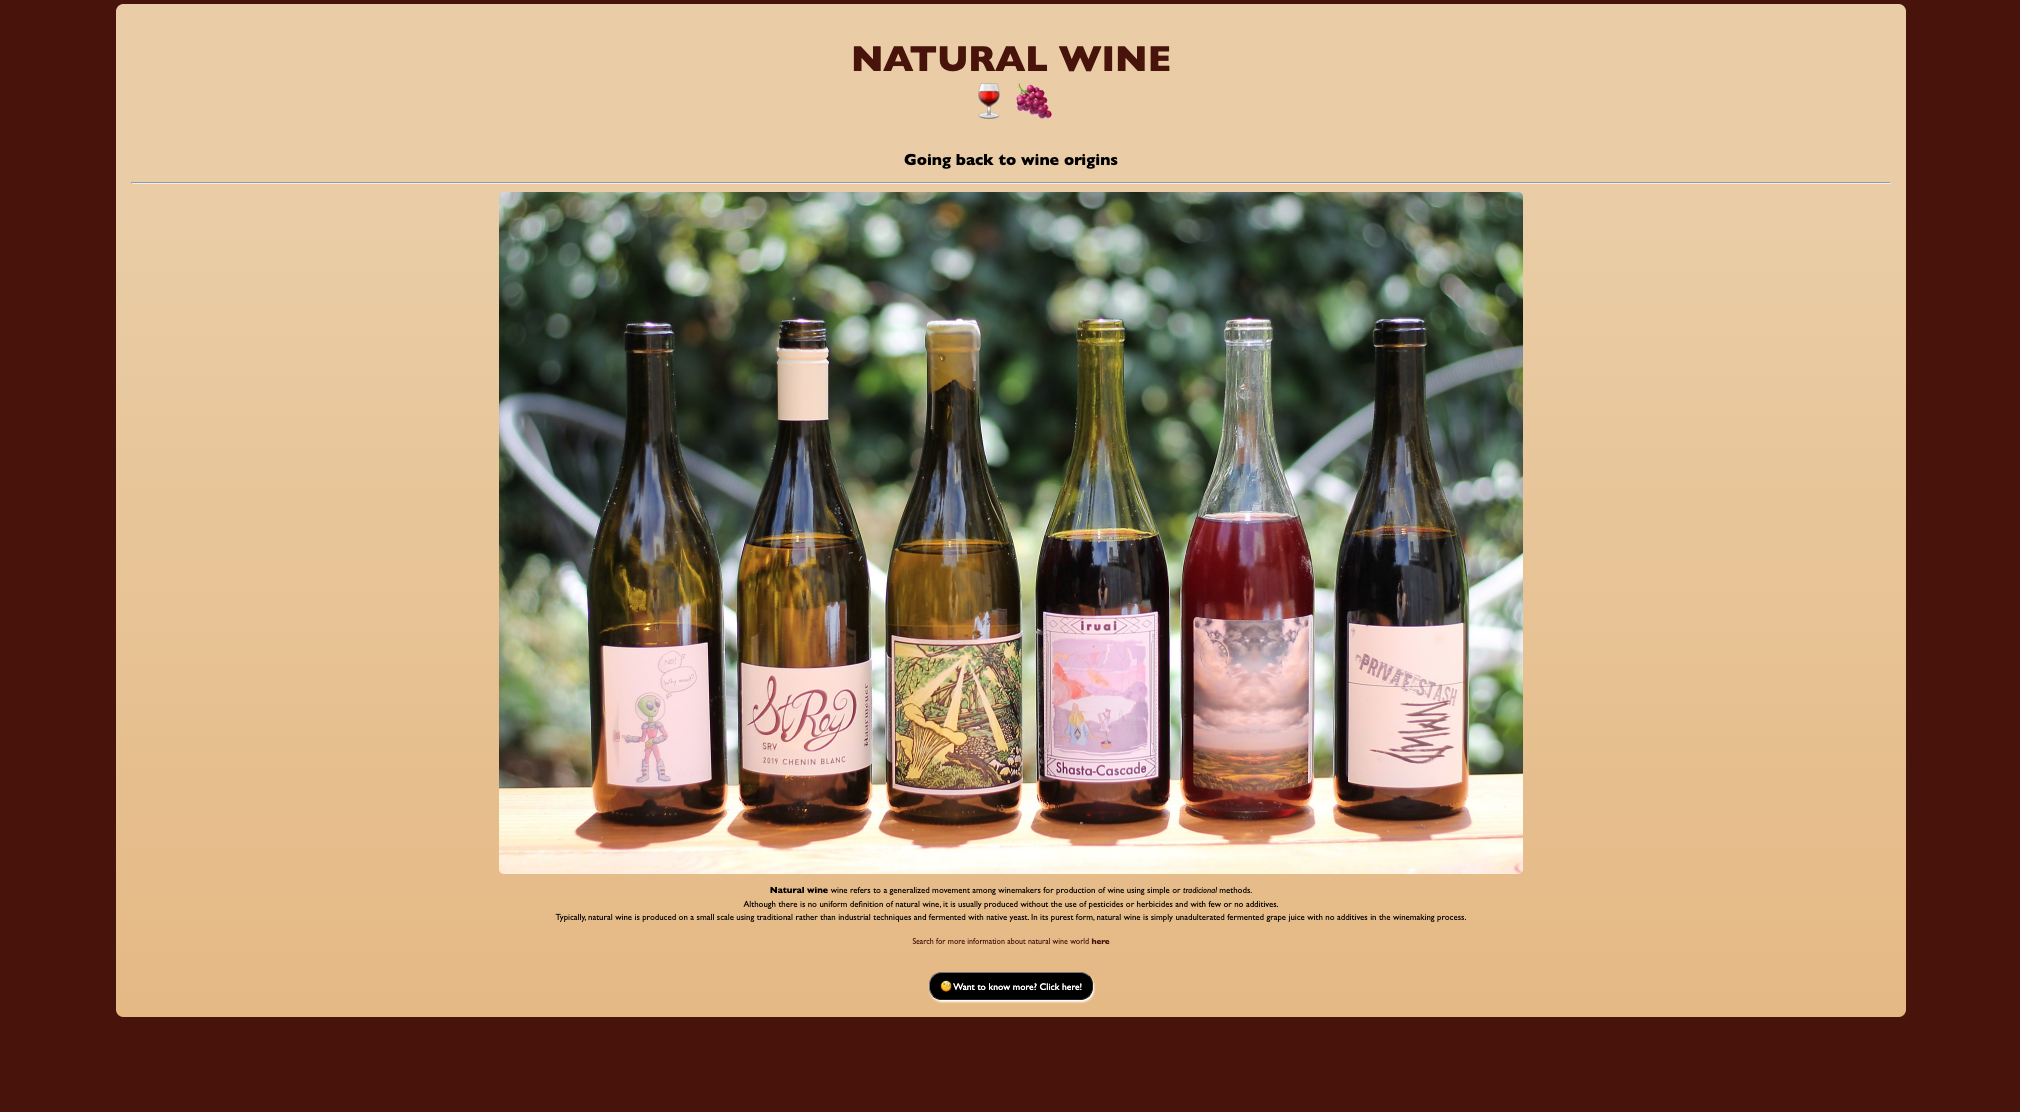 NATURAL WINE
🍷 🍇
Going back to wine origins
No!
Why meee?
St Rey
SRV
2019 CHENIN BLANC
iruai
Shasta-Cascade
PRIVATE STASH
Natural wine wine refers to a generalized movement among winemakers for production of wine using simple or tradicional methods.
Although there is no uniform definition of natural wine, it is usually produced without the use of pesticides or herbicides and with few or no additives.
Typically, natural wine is produced on a small scale using traditional rather than industrial techniques and fermented with native yeast. In its purest form, natural wine is simply unadulterated fermented grape juice with no additives in the winemaking process.
Search for more information about natural wine world here
🤔Want to know more? Click here!